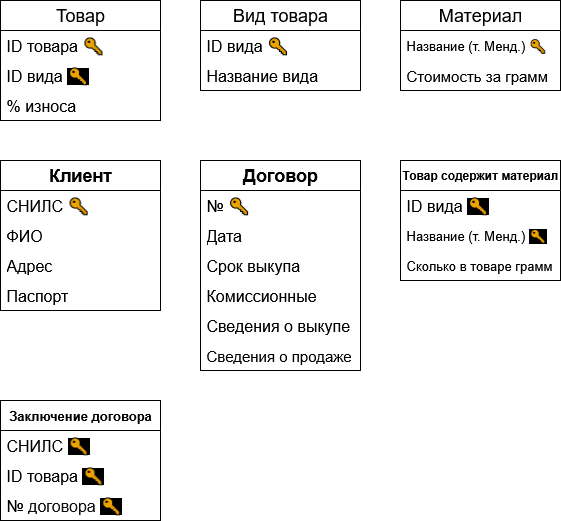 Товар
ID товара
ID вида
% износа
Вид товара
ID вида
Название вида
Материал
Название (т. Менд.)
Стоимость за грамм
Клиент
СНИЛС
ФИО
Адрес
Паспорт
Договор
№
Дата
Срок выкупа
Комиссионные
Сведения о выкупе
Сведения о продаже
Товар содержит материал
ID вида
Название (т. Менд.)
Сколько в товаре грамм
Заключение договора
СНИЛС
ID товара
№ договора